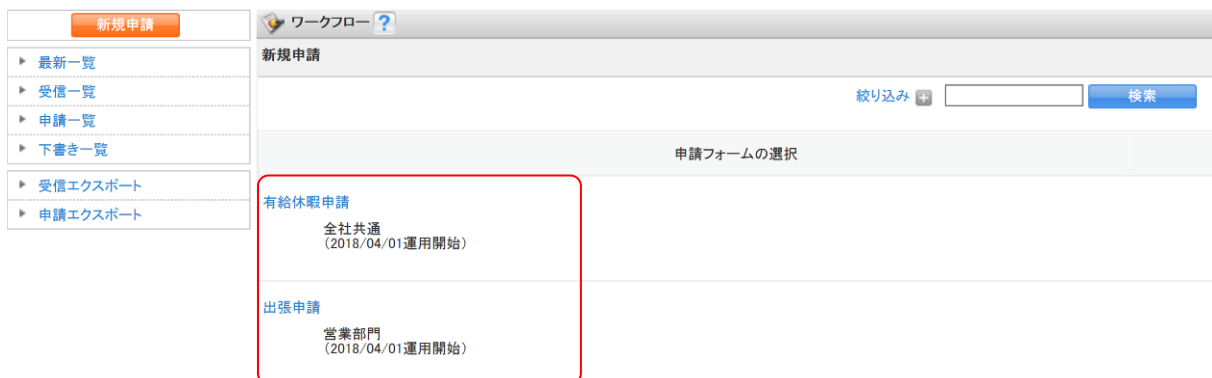 新規申請
最新一覧
受信一覧
申請一覧
下書き一覧
受信エクスポート
申請エクスポート
ワークフロー ?
新規申請
絞り込み
検索
申請フォームの選択
有給休暇申請
全社共通
（2018/04/01運用開始）
出張申請
営業部門
（2018/04/01運用開始）